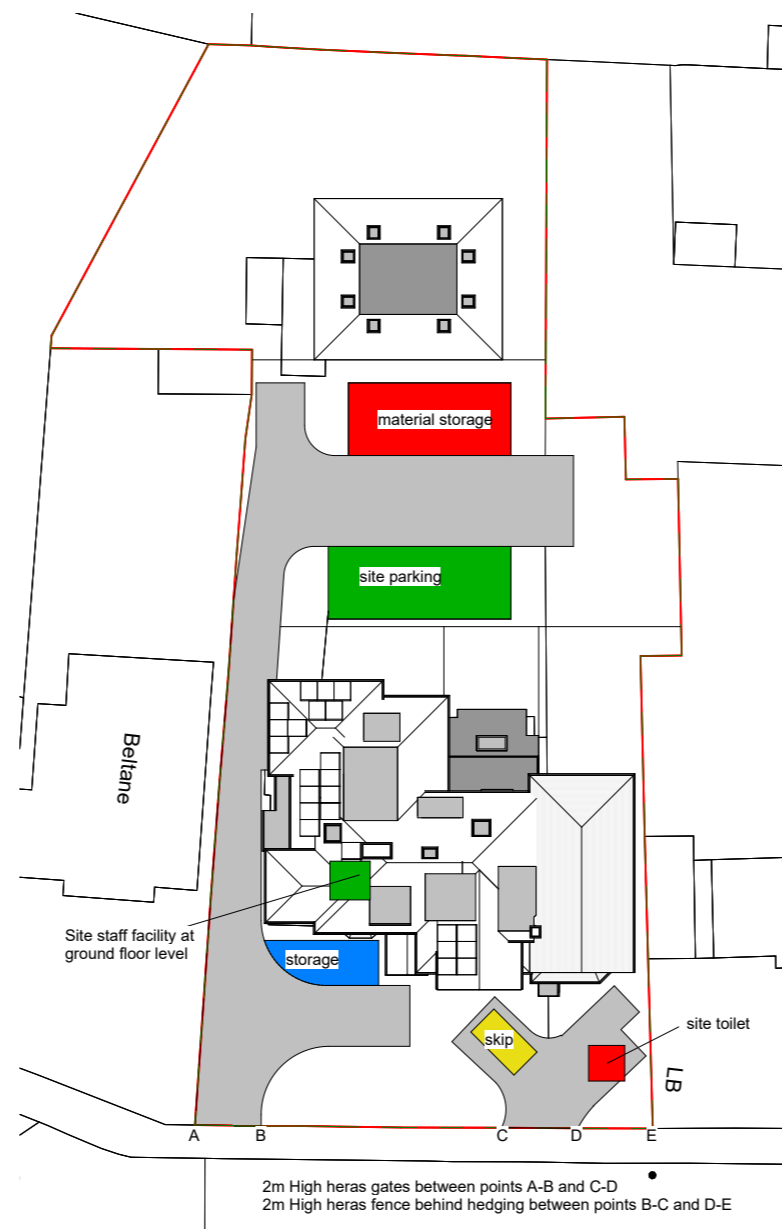 material storage
site parking
Beltane
Site staff facility at
ground floor level
storage
skip
site toilet
LB
A B C D E
2m High heras gates between points A-B and C-D
2m High heras fence behind hedging between points B-C and D-E